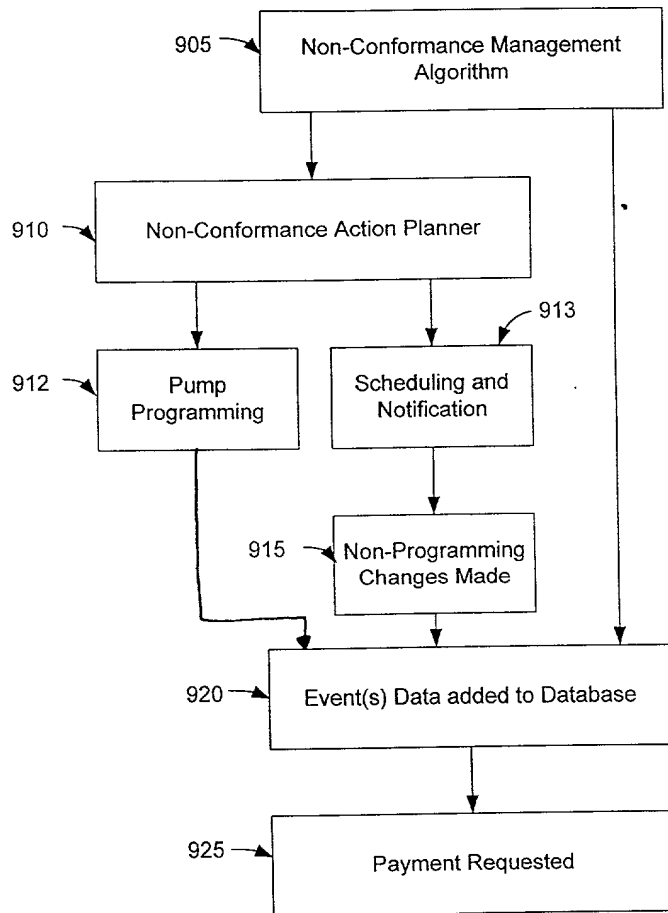 905
Non-Conformance Management
Algorithm
910
Non-Conformance Action Planner
913
912
Pump
Programming
Scheduling and
Notification
915
Non-Programming
Changes Made
920
Event(s) Data added to Database
925
Payment Requested